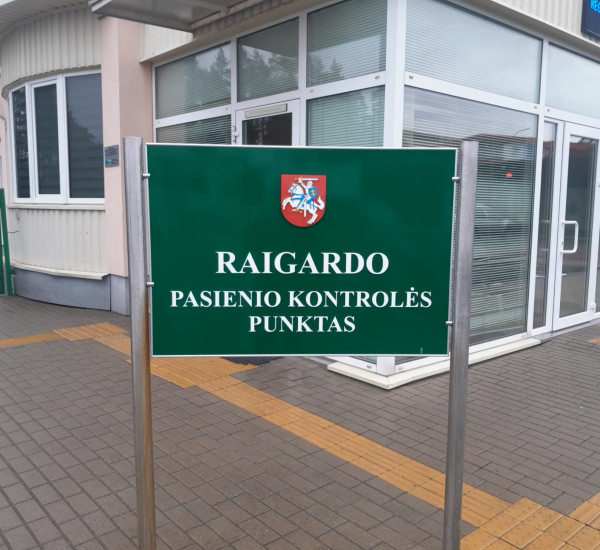 RAIGARDO
PASIENIO KONTROLĖS
PUNKTAS